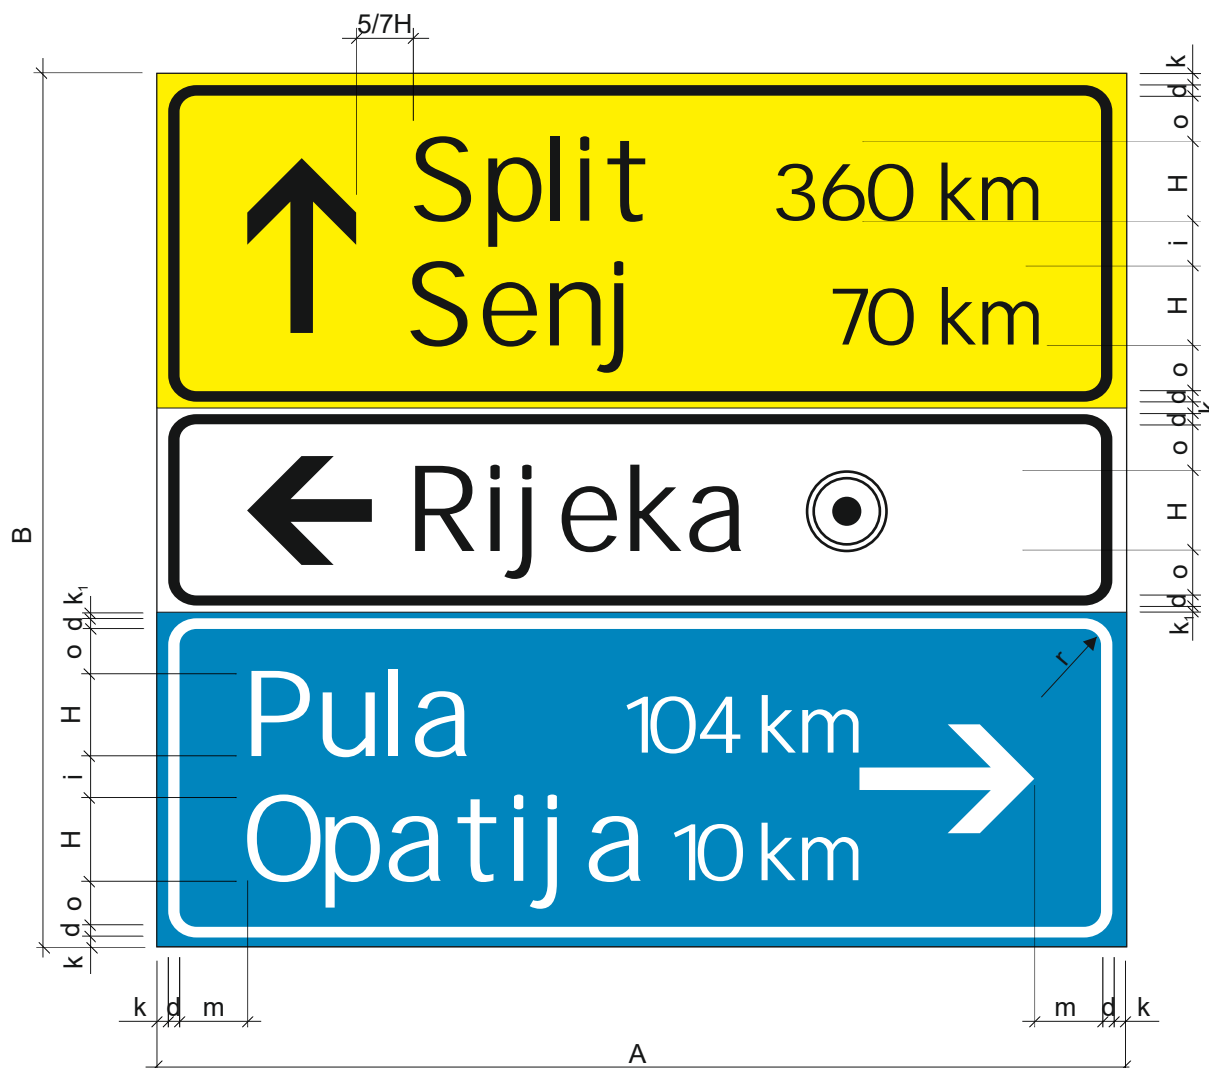 5/7H
Split 360 km
Senj 70 km
Rijeka
Pula 104 km
Opatija 10 km
B
k₁
d
o
H
i
H
o
d
k
k
d
o
H
i
H
o
d
k
d
o
H
o
d
k₁
r
k d m
m d k
A